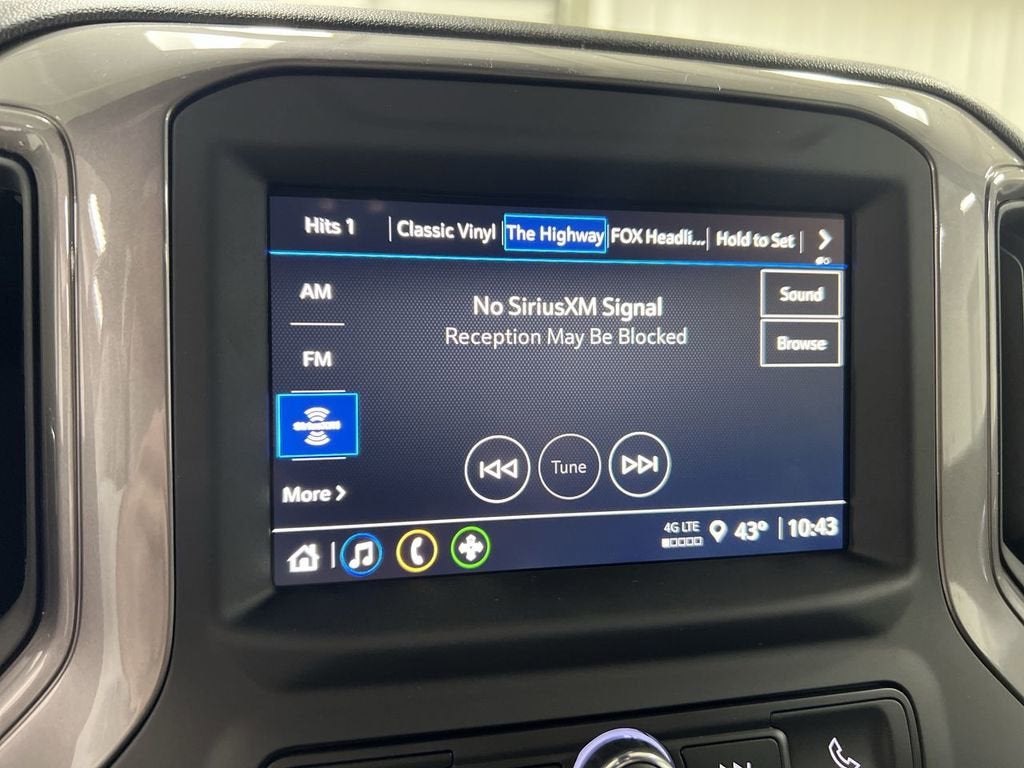 Hits 1
Classic Vinyl
The Highway
FOX Headli...
Hold to Set
AM
No SiriusXM Signal
Sound
Reception May Be Blocked
Browse
FM
SiriusXM
Tune
More
4G LTE
43°
10:43